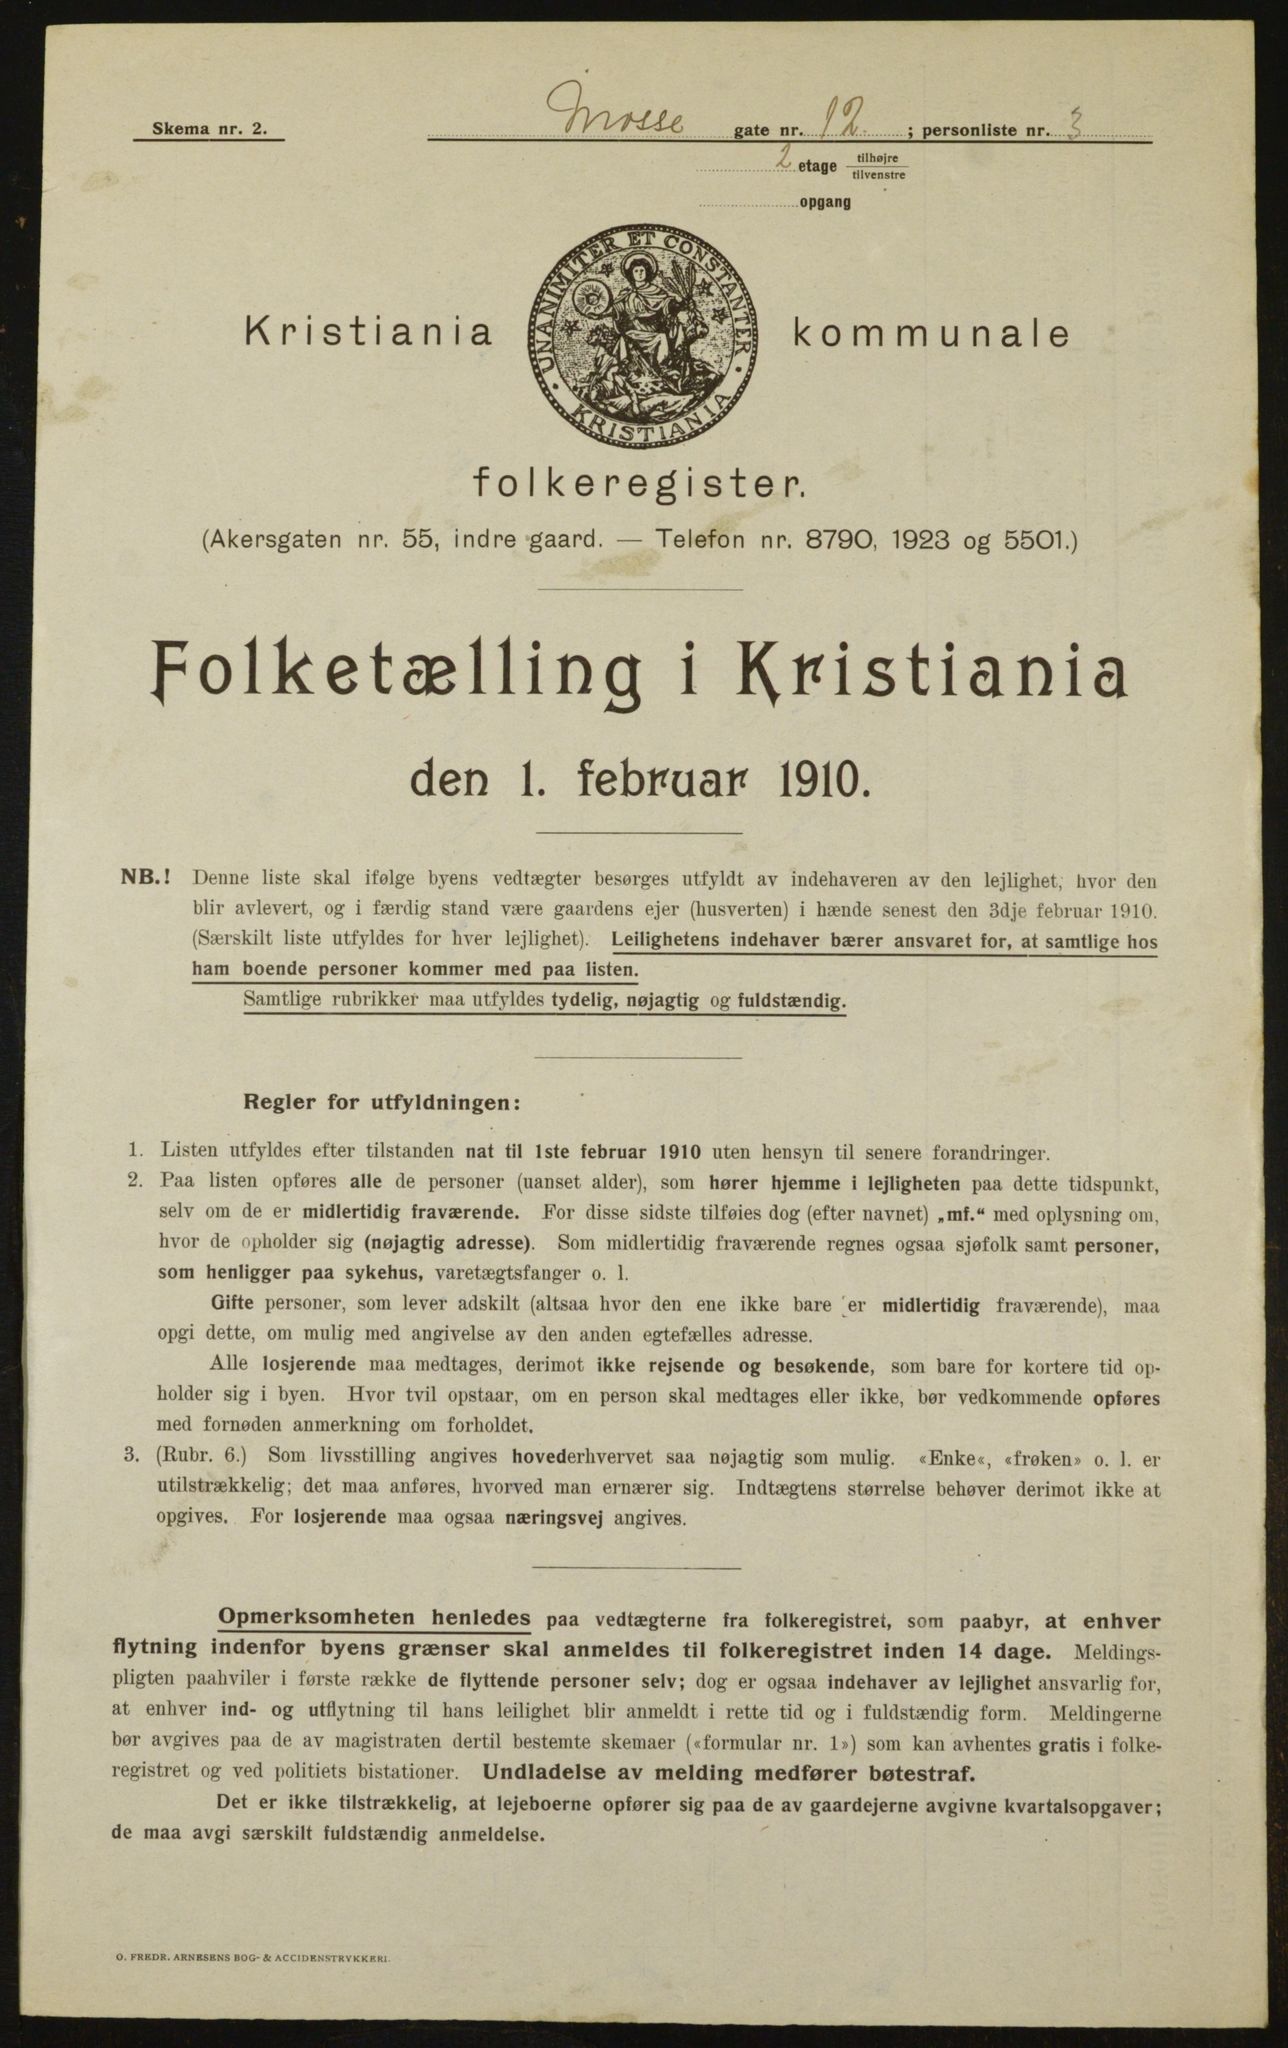 Skema nr. 2.
Mosse gate nr. 12 ; personliste nr. 3
2 etage tilhøjre
tilvenstre
opgang
UNANIMITER ET CONSTANTER
KRISTIANIA
Kristiania kommunale
folkeregister.
(Akersgaten nr. 55, indre gaard. — Telefon nr. 8790, 1923 og 5501.)
Folketælling i Kristiania
den 1. februar 1910.
NB.! Denne liste skal ifølge byens vedtægter besørges utfyldt av indehaveren av den lejlighet, hvor den
blir avlevert, og i færdig stand være gaardens ejer (husverten) i hænde senest den 3dje februar 1910.
(Særskilt liste utfyldes for hver lejlighet). Leilighetens indehaver bærer ansvaret for, at samtlige hos
ham boende personer kommer med paa listen.
Samtlige rubrikker maa utfyldes tydelig, nøjagtig og fuldstændig.
Regler for utfyldningen:
1. Listen utfyldes efter tilstanden nat til 1ste februar 1910 uten hensyn til senere forandringer.
2. Paa listen opføres alle de personer (uanset alder), som hører hjemme i lejligheten paa dette tidspunkt,
selv om de er midlertidig fraværende. For disse sidste tilføies dog (efter navnet) „mf.“ med oplysning om,
hvor de opholder sig (nøjagtig adresse). Som midlertidig fraværende regnes ogsaa sjøfolk samt personer,
som henligger paa sykehus, varetægtsfanger o. l.
Gifte personer, som lever adskilt (altsaa hvor den ene ikke bare er midlertidig fraværende), maa
opgi dette, om mulig med angivelse av den anden egtefælles adresse.
Alle losjerende maa medtages, derimot ikke rejsende og besøkende, som bare for kortere tid op-
holder sig i byen. Hvor tvil opstaar, om en person skal medtages eller ikke, bør vedkommende opføres
med fornøden anmerkning om forholdet.
3. (Rubr. 6.) Som livsstilling angives hovederhvervet saa nøjagtig som mulig. «Enke«, «frøken» o. l. er
utilstrækkelig; det maa anføres, hvorved man ernærer sig. Indtægtens størrelse behøver derimot ikke at
opgives. For losjerende maa ogsaa næringsvej angives.
Opmerksomheten henledes paa vedtægterne fra folkeregistret, som paabyr, at enhver
flytning indenfor byens grænser skal anmeldes til folkeregistret inden 14 dage. Meldings-
pligten paahviler i første række de flyttende personer selv; dog er ogsaa indehaver av lejlighet ansvarlig for,
at enhver ind- og utflytning til hans leilighet blir anmeldt i rette tid og i fuldstændig form. Meldingerne
bør avgives paa de av magistraten dertil bestemte skemaer («formular nr. 1») som kan avhentes gratis i folke-
registret og ved politiets bistationer. Undladelse av melding medfører bøtestraf.
Det er ikke tilstrækkelig, at lejeboerne opfører sig paa de av gaardejerne avgivne kvartalsopgaver;
de maa avgi særskilt fuldstændig anmeldelse.
O. FREDR. ARNESENS BOG- & ACCIDENSTRYKKERI.